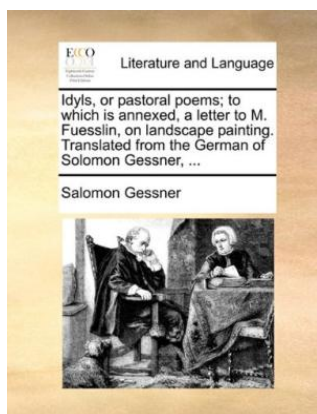 ECCO
Literature and Language
Idyls, or pastoral poems; to
which is annexed, a letter to M.
Fuesslin, on landscape painting.
Translated from the German of
Solomon Gessner, ...
Salomon Gessner